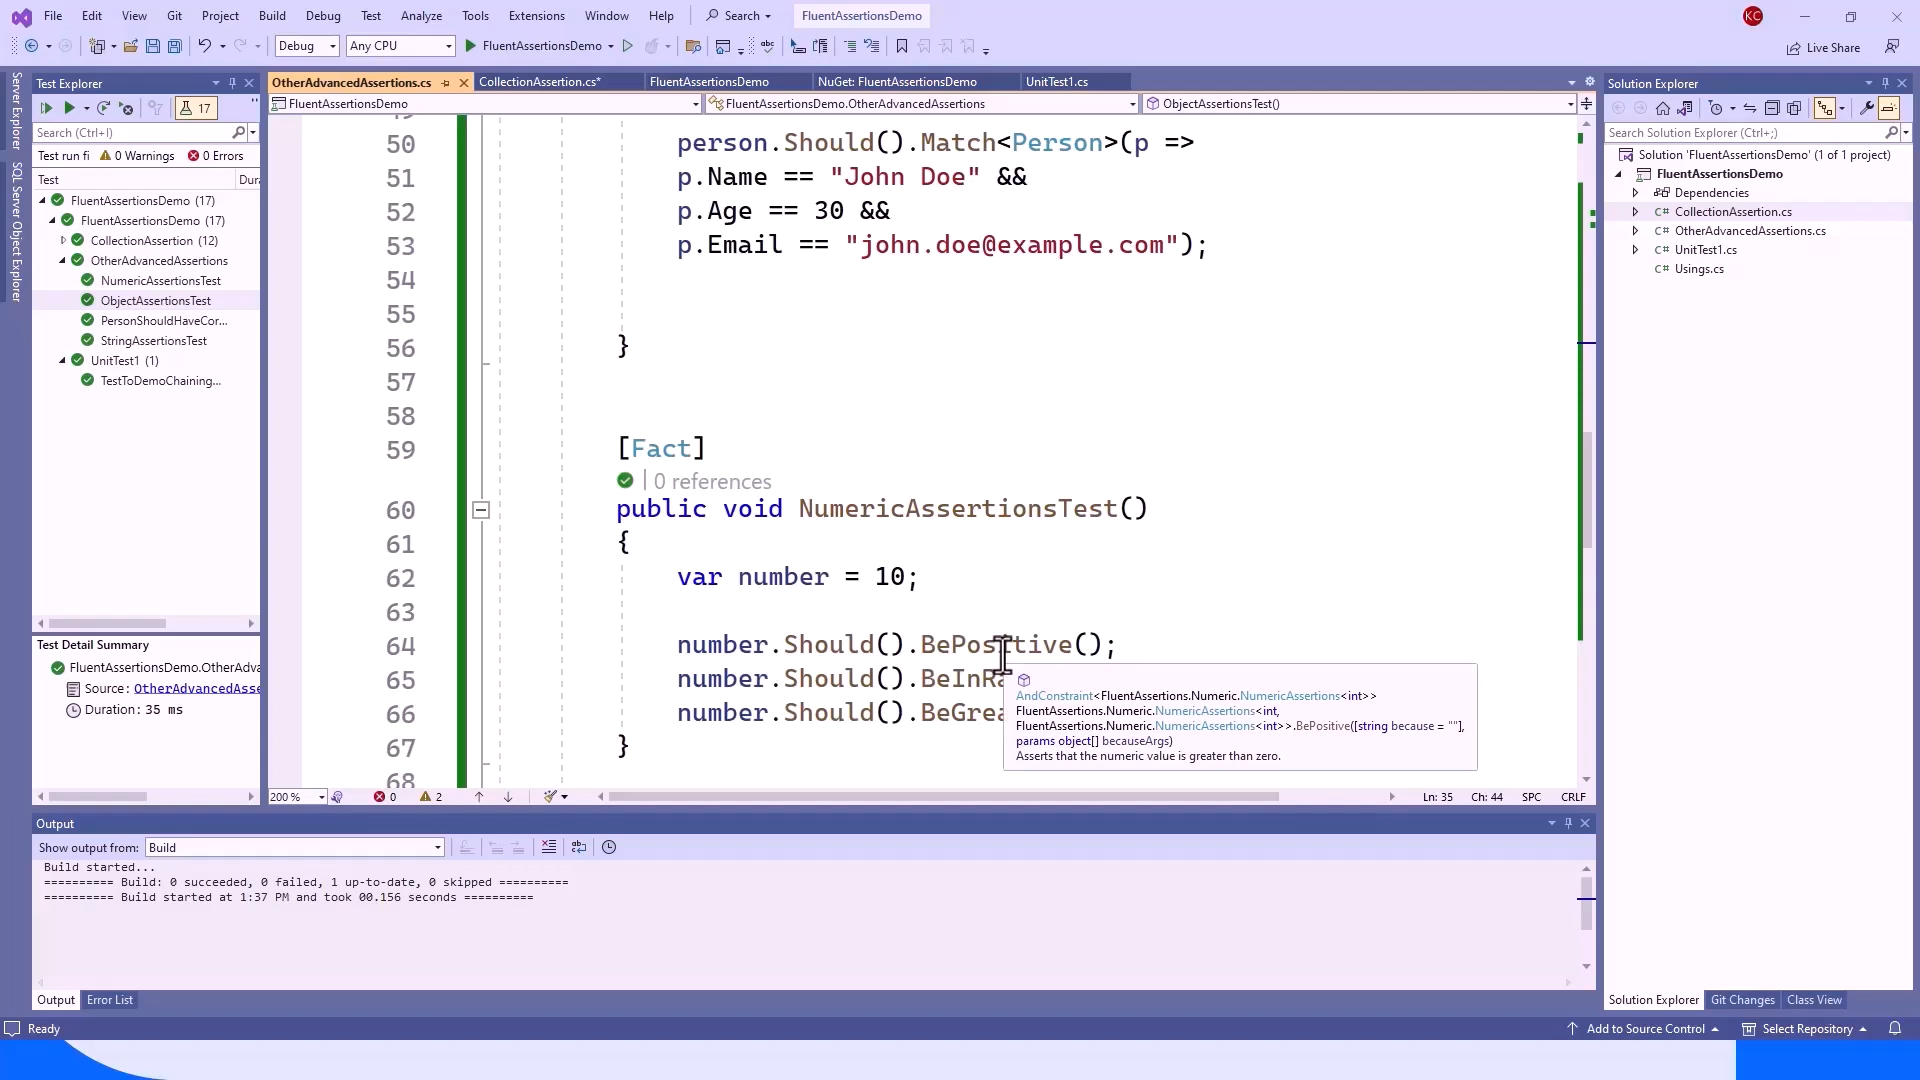 File Edit View Git Project Build Debug Test Analyze Tools Extensions Window Help Search FluentAssertionsDemo KC
Debug Any CPU FluentAssertionsDemo Live Share
Server Explorer
SQL Server Object Explorer
Test Explorer
17
Search (Ctrl+I)
Test run fi 0 Warnings 0 Errors
Test Dura
FluentAssertionsDemo (17)
FluentAssertionsDemo (17)
CollectionAssertion (12)
OtherAdvancedAssertions
NumericAssertionsTest
ObjectAssertionsTest
PersonShouldHaveCor...
StringAssertionsTest
UnitTest1 (1)
TestToDemoChaining...
Test Detail Summary
FluentAssertionsDemo.OtherAdva
Source: OtherAdvancedAsse
Duration: 35 ms
OtherAdvancedAssertions.cs CollectionAssertion.cs* FluentAssertionsDemo NuGet: FluentAssertionsDemo UnitTest1.cs
FluentAssertionsDemo FluentAssertionsDemo.OtherAdvancedAssertions ObjectAssertionsTest()
50 person.Should().Match<Person>(p =>
51 p.Name == "John Doe" &&
52 p.Age == 30 &&
53 p.Email == "john.doe@example.com");
54
55
56 }
57
58
59 [Fact]
0 references
60 public void NumericAssertionsTest()
61 {
62 var number = 10;
63
64 number.Should().BePositive();
65 number.Should().BeInRa
66 number.Should().BeGrea
67 }
68
AndConstraint<FluentAssertions.Numeric.NumericAssertions<int>>
FluentAssertions.Numeric.NumericAssertions<int,
FluentAssertions.Numeric.NumericAssertions<int>>.BePositive([string because = ""],
params object[] becauseArgs)
Asserts that the numeric value is greater than zero.
200 % 0 2 Ln: 35 Ch: 44 SPC CRLF
Output
Show output from: Build
Build started...
========== Build: 0 succeeded, 0 failed, 1 up-to-date, 0 skipped ==========
========== Build started at 1:37 PM and took 00.156 seconds ==========
Output Error List
Solution Explorer
Search Solution Explorer (Ctrl+;)
Solution 'FluentAssertionsDemo' (1 of 1 project)
FluentAssertionsDemo
Dependencies
C# CollectionAssertion.cs
C# OtherAdvancedAssertions.cs
C# UnitTest1.cs
C# Usings.cs
Solution Explorer Git Changes Class View
Ready Add to Source Control Select Repository